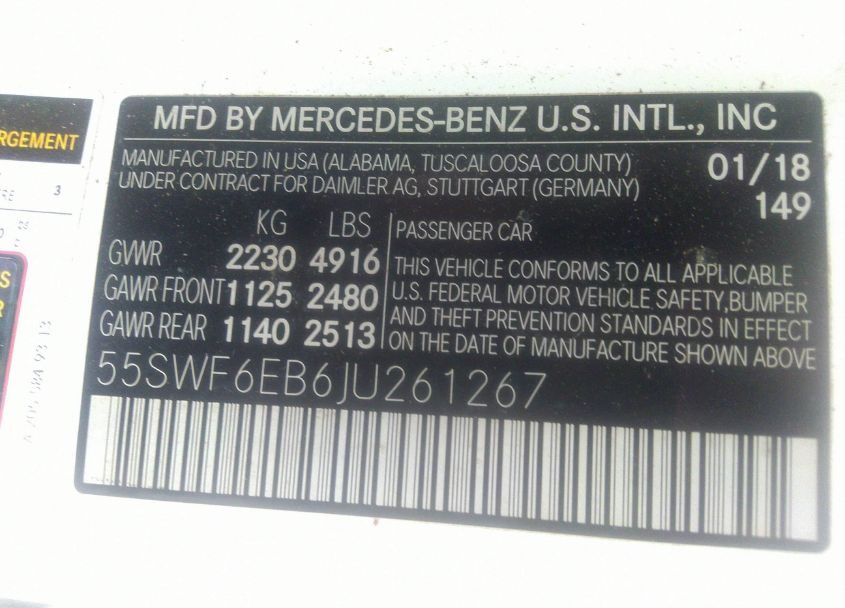 RGEMENT
3
MFD BY MERCEDES-BENZ U.S. INTL., INC
MANUFACTURED IN USA (ALABAMA, TUSCALOOSA COUNTY)
UNDER CONTRACT FOR DAIMLER AG, STUTTGART (GERMANY)
01/18
149
KG LBS
GVWR 2230 4916
GAWR FRONT 1125 2480
GAWR REAR 1140 2513
PASSENGER CAR
THIS VEHICLE CONFORMS TO ALL APPLICABLE
U.S. FEDERAL MOTOR VEHICLE SAFETY,BUMPER
AND THEFT PREVENTION STANDARDS IN EFFECT
ON THE DATE OF MANUFACTURE SHOWN ABOVE
55SWF6EB6JU261267